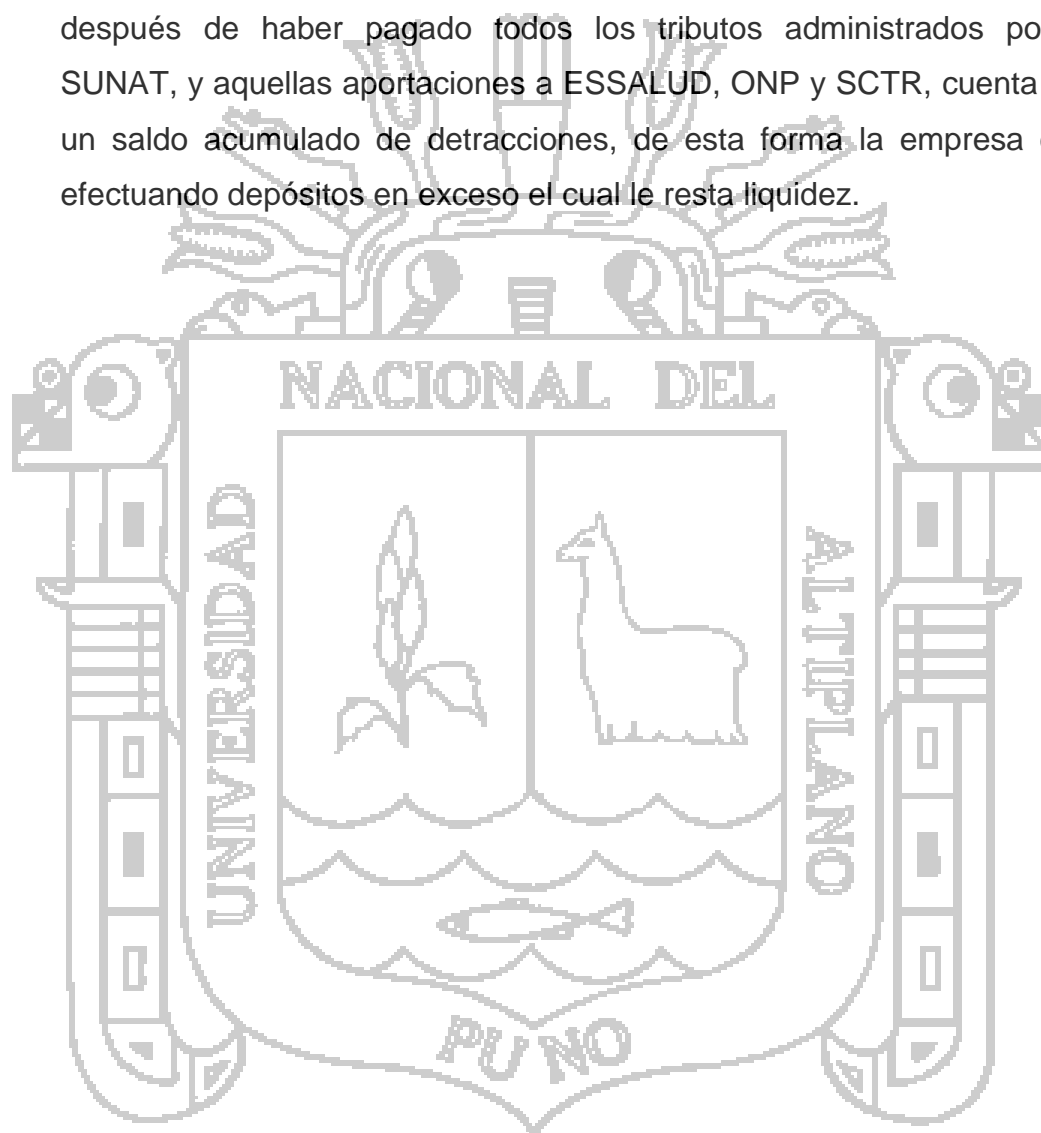 después de haber pagado todos los tributos administrados po
SUNAT, y aquellas aportaciones a ESSALUD, ONP y SCTR, cuenta
un saldo acumulado de detracciones, de esta forma la empresa
efectuando depósitos en exceso el cual le resta liquidez.
NACIONAL DEL
UNIVERSIDAD
ALTIPLANO
PUNO